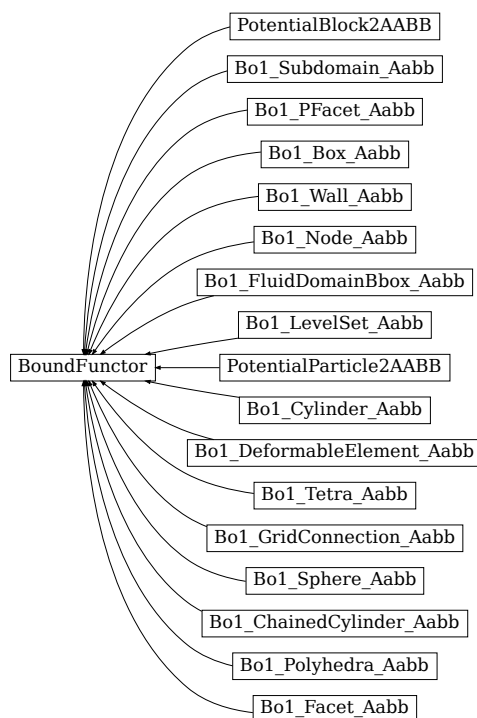 PotentialBlock2AABB
Bo1_Subdomain_Aabb
Bo1_PFacet_Aabb
Bo1_Box_Aabb
Bo1_Wall_Aabb
Bo1_Node_Aabb
Bo1_FluidDomainBbox_Aabb
Bo1_LevelSet_Aabb
BoundFunctor
PotentialParticle2AABB
Bo1_Cylinder_Aabb
Bo1_DeformableElement_Aabb
Bo1_Tetra_Aabb
Bo1_GridConnection_Aabb
Bo1_Sphere_Aabb
Bo1_ChainedCylinder_Aabb
Bo1_Polyhedra_Aabb
Bo1_Facet_Aabb